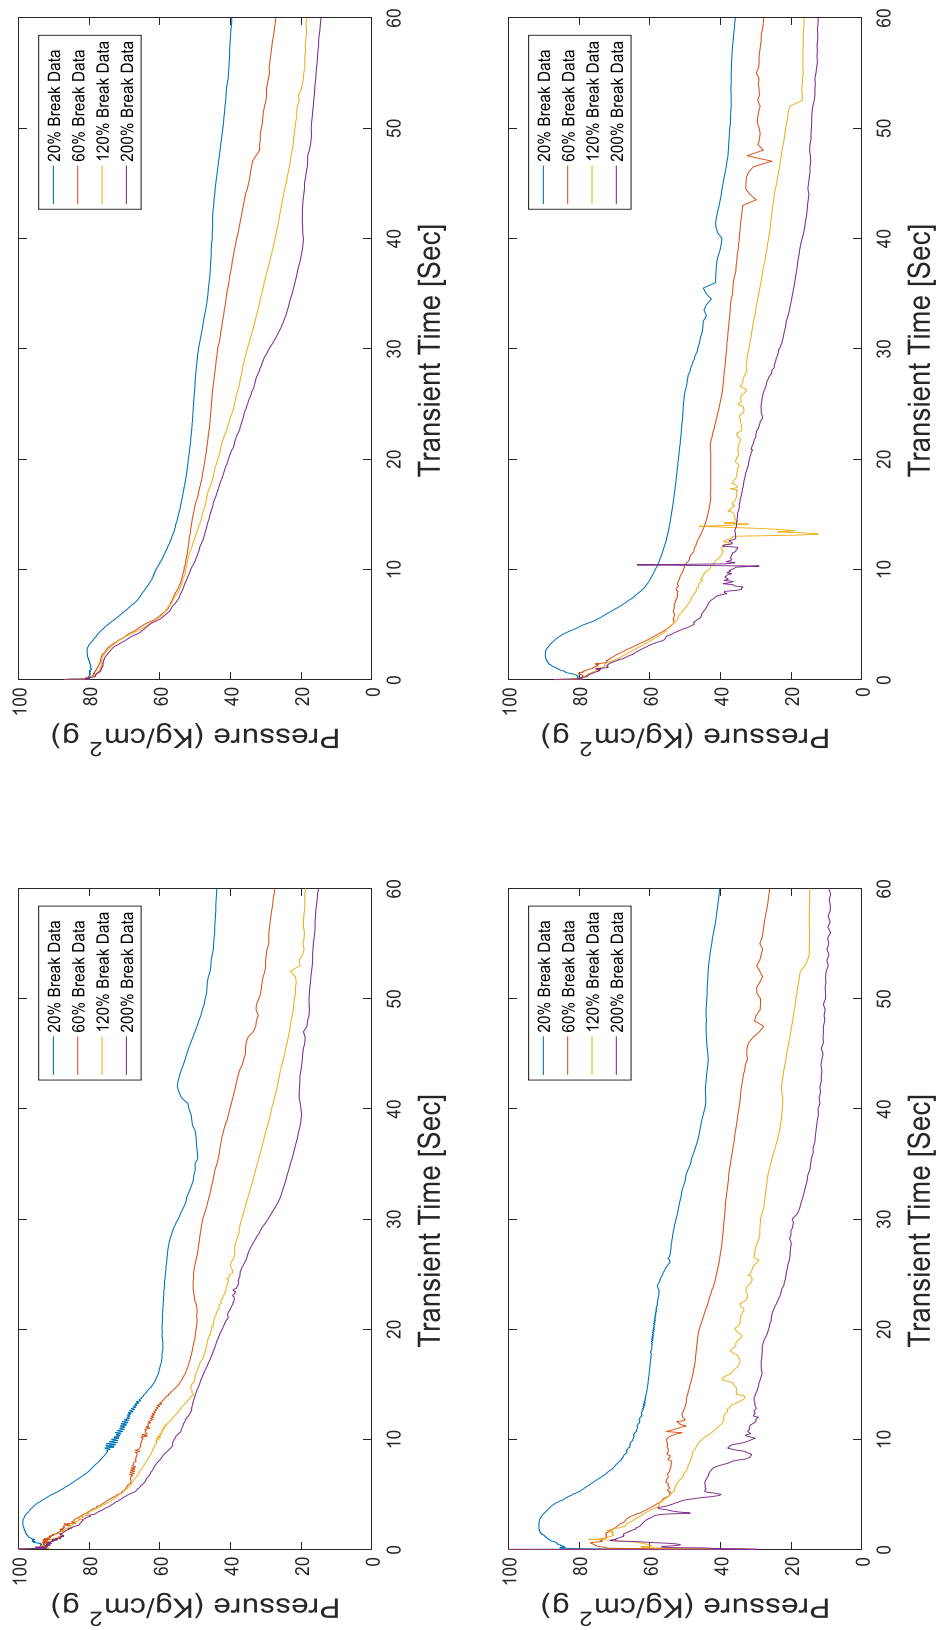 Pressure (Kg/cm² g)
100
80
60
40
20
0
20% Break Data
60% Break Data
120% Break Data
200% Break Data
0 10 20 30 40 50 60
Transient Time [Sec]
Pressure (Kg/cm² g)
100
80
60
40
20
0
20% Break Data
60% Break Data
120% Break Data
200% Break Data
0 10 20 30 40 50 60
Transient Time [Sec]
Pressure (Kg/cm² g)
100
80
60
40
20
0
20% Break Data
60% Break Data
120% Break Data
200% Break Data
0 10 20 30 40 50 60
Transient Time [Sec]
Pressure (Kg/cm² g)
100
80
60
40
20
0
20% Break Data
60% Break Data
120% Break Data
200% Break Data
0 10 20 30 40 50 60
Transient Time [Sec]